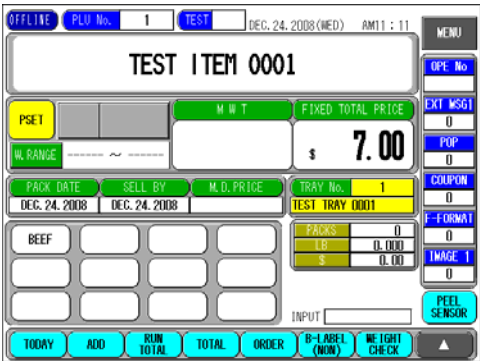 OFFLINE PLU No. 1 TEST DEC. 24. 2008(WED) AM11 : 11 MENU
TEST ITEM 0001
OPE No
PSET M W T FIXED TOTAL PRICE
$ 7.00
W. RANGE ------ ~ ------
EXT MSG1
0
POP
0
COUPON
0
F-FORMAT
0
IMAGE 1
0
PACK DATE SELL BY M.D.PRICE TRAY No. 1
DEC. 24. 2008 DEC. 24. 2008 TEST TRAY 0001
BEEF
PACKS 0
LB 0.000
$ 0.00
INPUT
PEEL
SENSOR
TODAY ADD RUN TOTAL TOTAL ORDER B-LABEL (NON) WEIGHT CHECK ▲